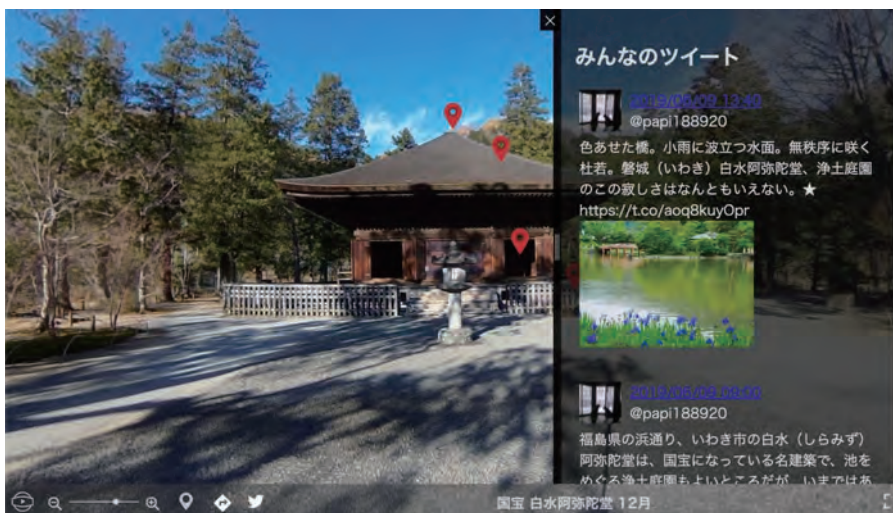 みんなのツイート
@papi188920
色あせた橋。小雨に波立つ水面。無秩序に咲く
杜若。磐城（いわき）白水阿弥陀堂、浄土庭園
のこの寂しさはなんともいえない。★
https://t.co/aoq8kuyOpr
@papi188920
福島県の浜通り、いわき市の白水（しらみず）
阿弥陀堂は、国宝になっている名建築で、池を
めぐる浄土庭園もよいところだが、いまではあ
国宝 白水阿弥陀堂 12月